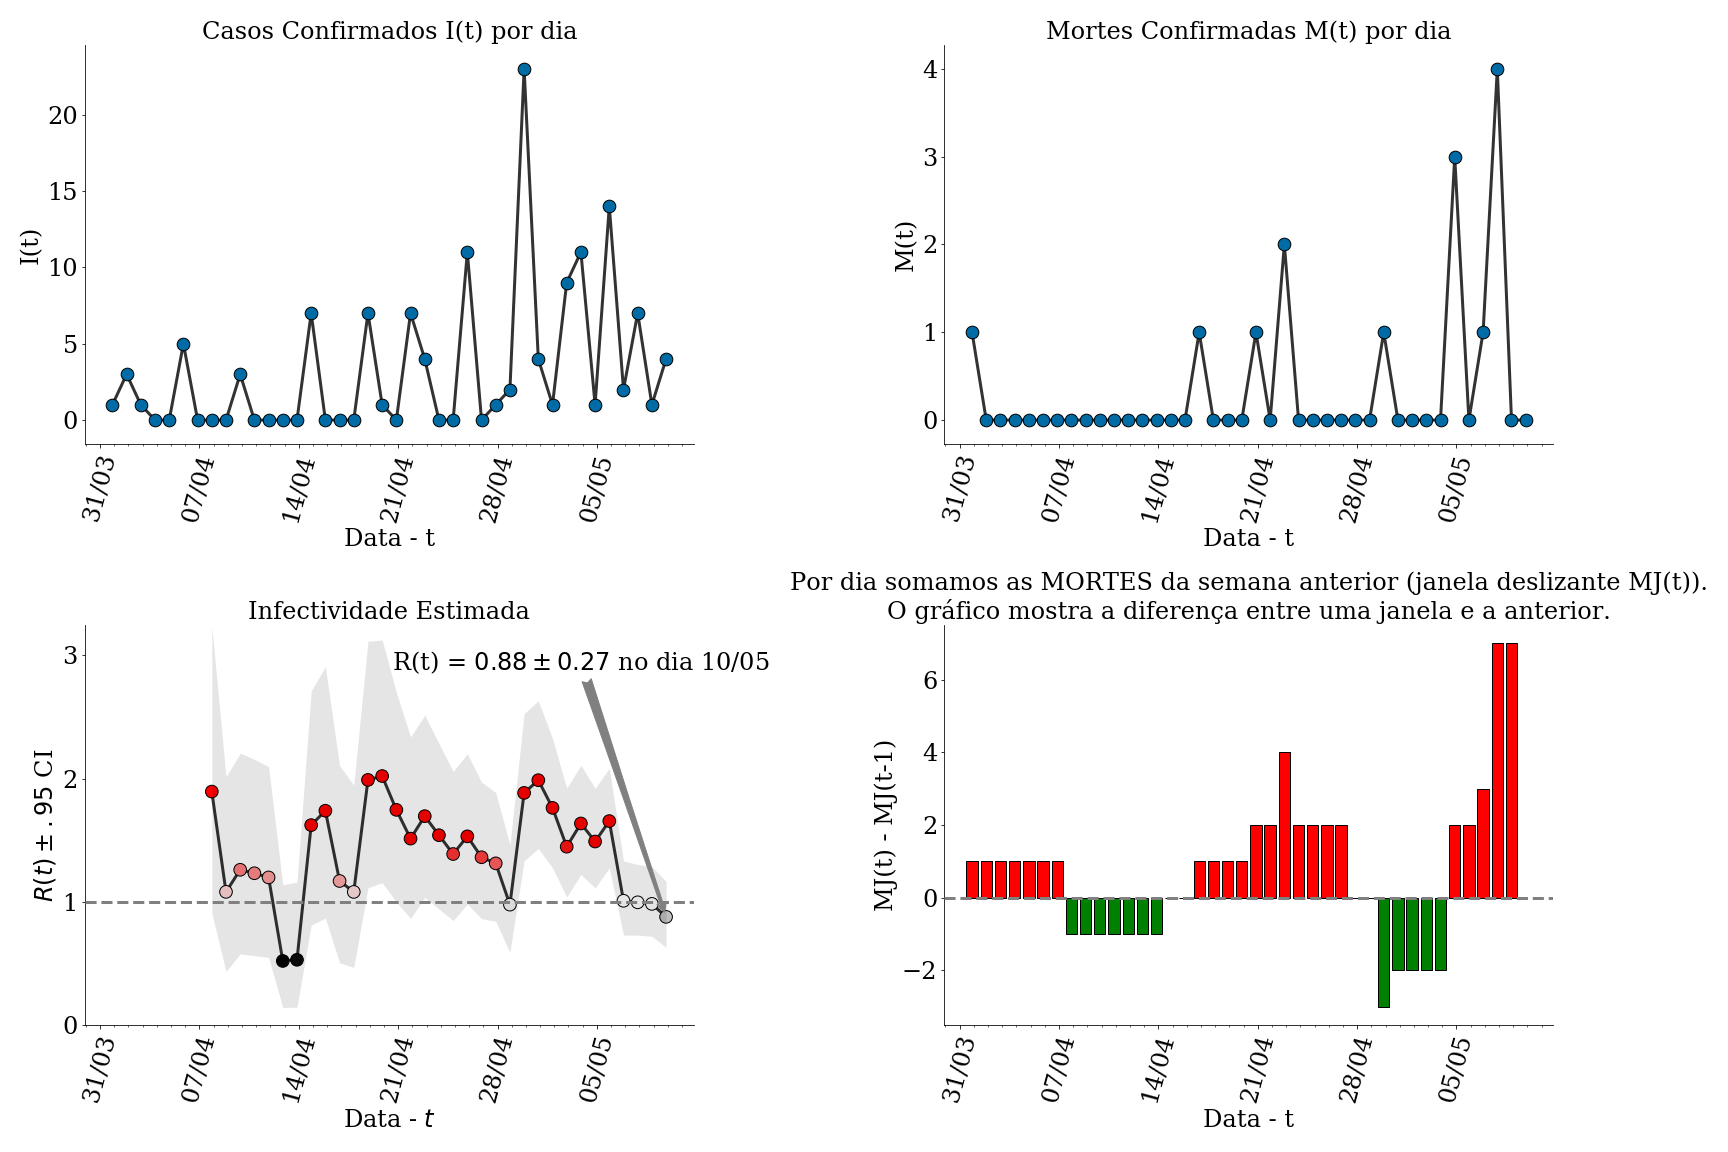 Casos Confirmados I(t) por dia
I(t)
20
15
10
5
0
31/03 07/04 14/04 21/04 28/04 05/05
Data - t
Mortes Confirmadas M(t) por dia
M(t)
4
3
2
1
0
31/03 07/04 14/04 21/04 28/04 05/05
Data - t
Infectividade Estimada
R(t) = 0.88 ± 0.27 no dia 10/05
R(t) ± .95 CI
3
2
1
0
31/03 07/04 14/04 21/04 28/04 05/05
Data - t
Por dia somamos as MORTES da semana anterior (janela deslizante MJ(t)).
O gráfico mostra a diferença entre uma janela e a anterior.
MJ(t) - MJ(t-1)
6
4
2
0
−2
31/03 07/04 14/04 21/04 28/04 05/05
Data - t